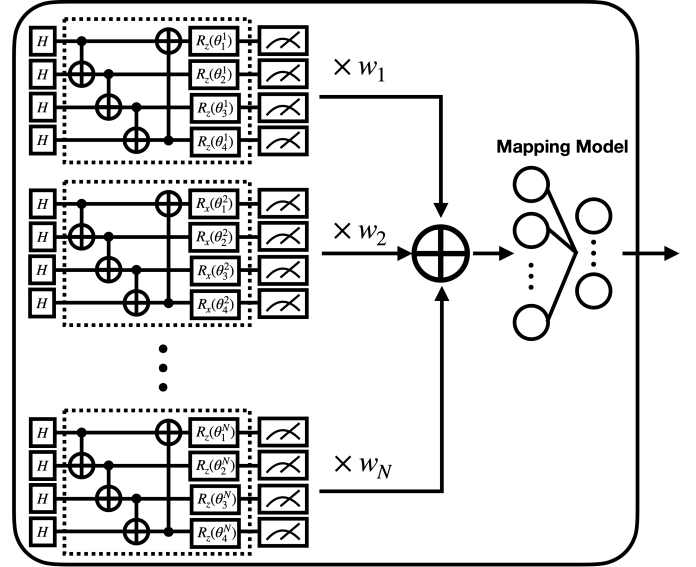 H R_z(θ_1^1)
H R_z(θ_2^1)
H R_z(θ_3^1)
H R_z(θ_4^1)
× w_1
Mapping Model
H R_x(θ_1^2)
H R_x(θ_2^2)
H R_x(θ_3^2)
H R_x(θ_4^2)
× w_2
H R_z(θ_1^N)
H R_z(θ_2^N)
H R_z(θ_3^N)
H R_z(θ_4^N)
× w_N